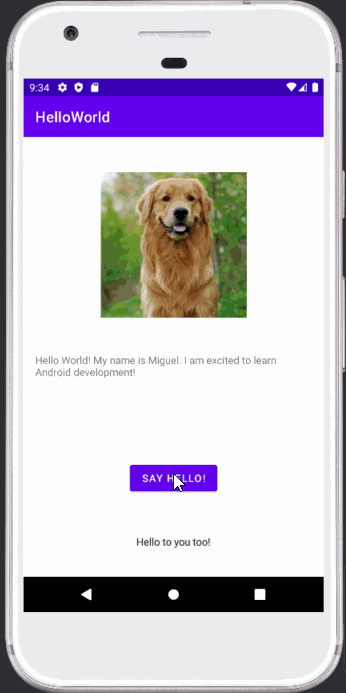 9:34
HelloWorld
Hello World! My name is Miguel. I am excited to learn
Android development!
SAY HELLO!
Hello to you too!